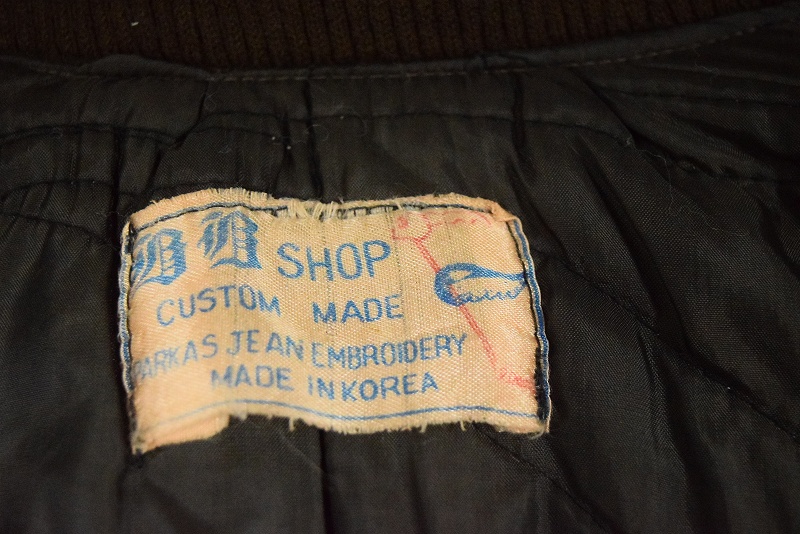 BB SHOP
CUSTOM MADE
PARKAS JEAN EMBROIDERY
MADE IN KOREA